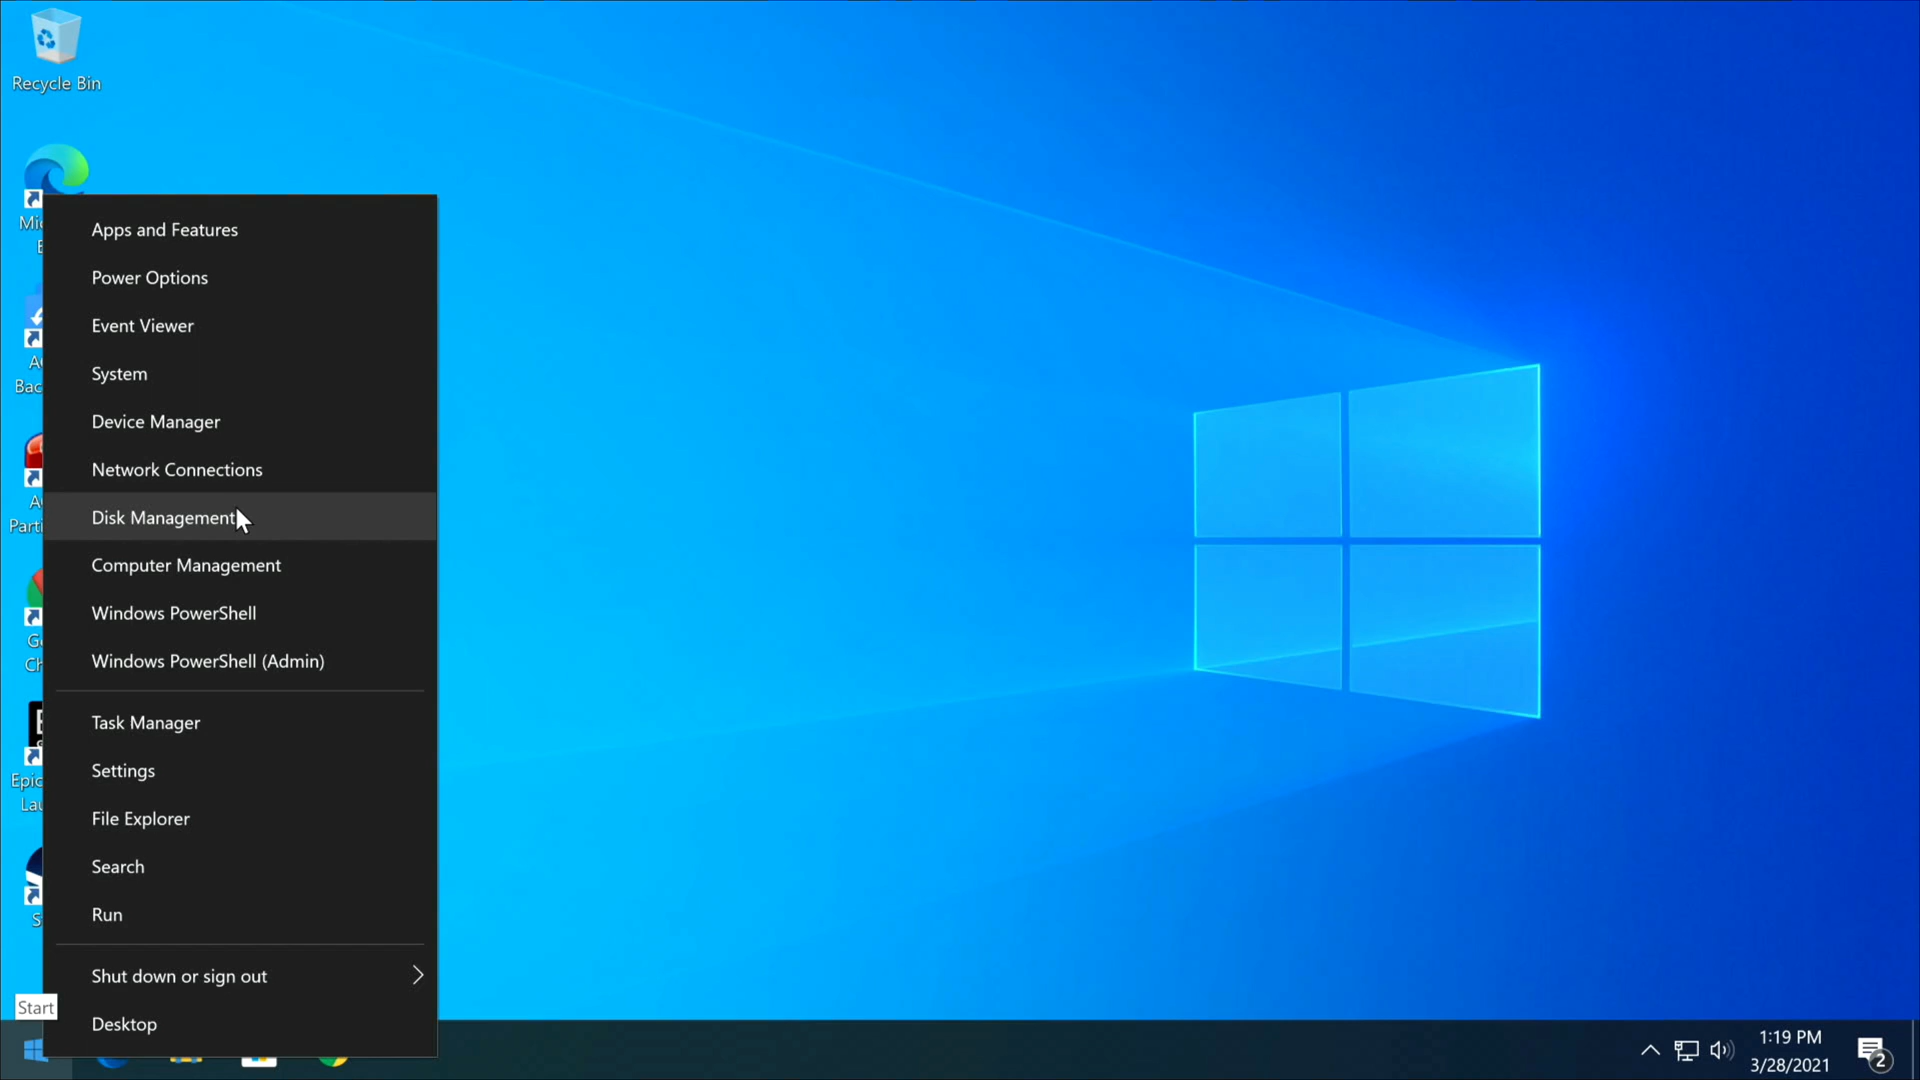 Recycle Bin
Apps and Features
Power Options
Event Viewer
System
Device Manager
Network Connections
Disk Management
Computer Management
Windows PowerShell
Windows PowerShell (Admin)
Task Manager
Settings
File Explorer
Search
Run
Shut down or sign out
Desktop
Start
Epic
1:19 PM
3/28/2021
2